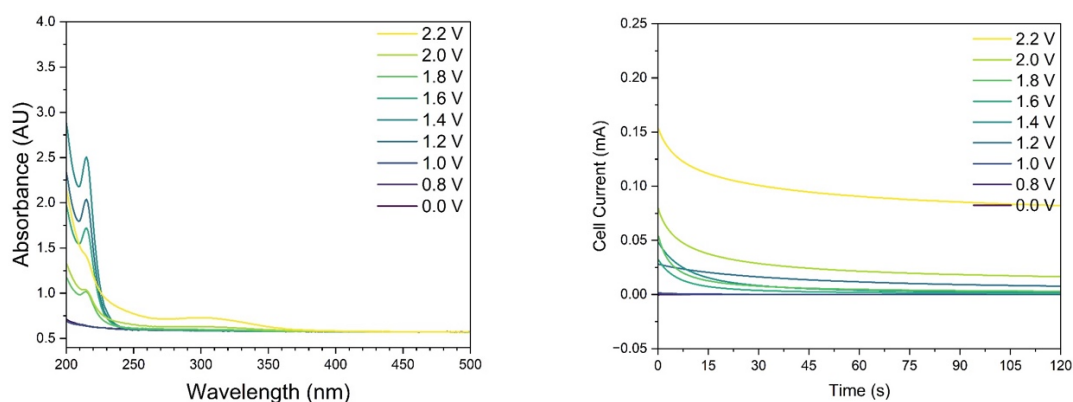 4.0
3.5
3.0
2.5
2.0
1.5
1.0
0.5
Absorbance (AU)
2.2 V
2.0 V
1.8 V
1.6 V
1.4 V
1.2 V
1.0 V
0.8 V
0.0 V
200 250 300 350 400 450 500
Wavelength (nm)
0.25
0.20
0.15
0.10
0.05
0.00
−0.05
Cell Current (mA)
2.2 V
2.0 V
1.8 V
1.6 V
1.4 V
1.2 V
1.0 V
0.8 V
0.0 V
0 15 30 45 60 75 90 105 120
Time (s)